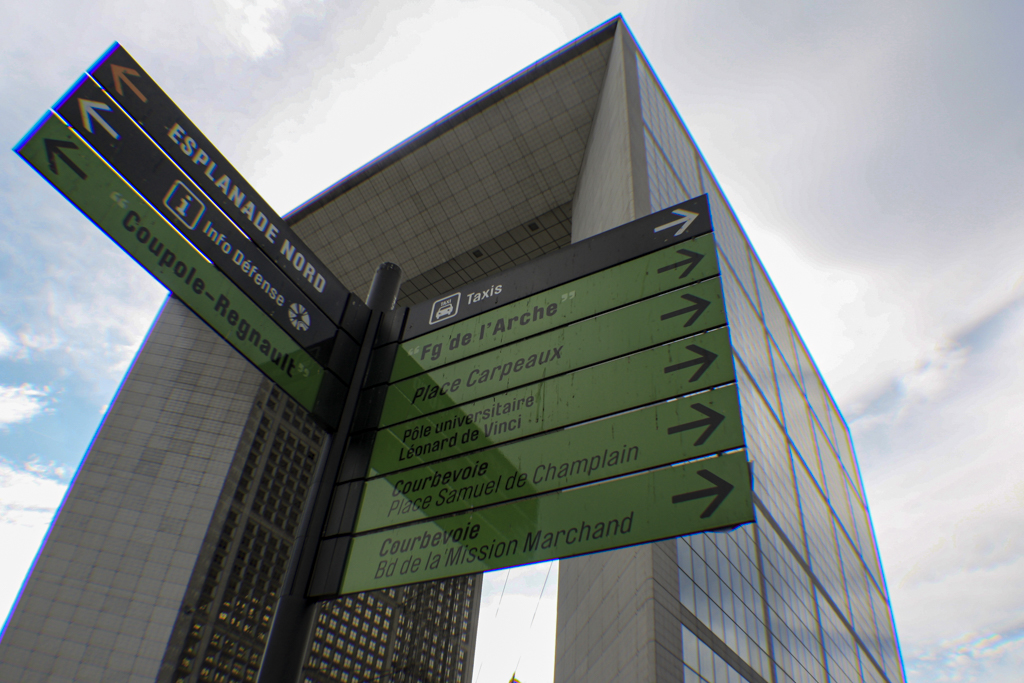 ESPLANADE NORD
i Info Défense
“Coupole-Regnault”
TAXI Taxis
“Fg de l'Arche”
Place Carpeaux
Pôle universitaire
Léonard de Vinci
Courbevoie
Place Samuel de Champlain
Courbevoie
Bd de la Mission Marchand